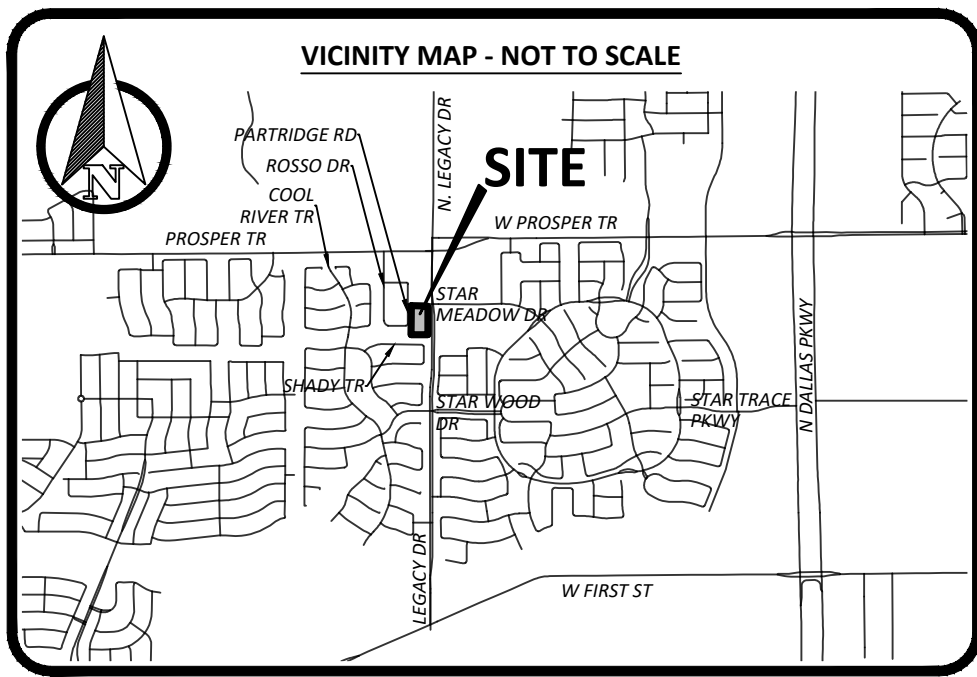 VICINITY MAP - NOT TO SCALE
N
PARTRIDGE RD
ROSSO DR
COOL
RIVER TR
PROSPER TR
N. LEGACY DR
SITE
W PROSPER TR
STAR
MEADOW DR
SHADY TR
STAR WOOD
DR
STAR TRACE
PKWY
N DALLAS PKWY
LEGACY DR
W FIRST ST